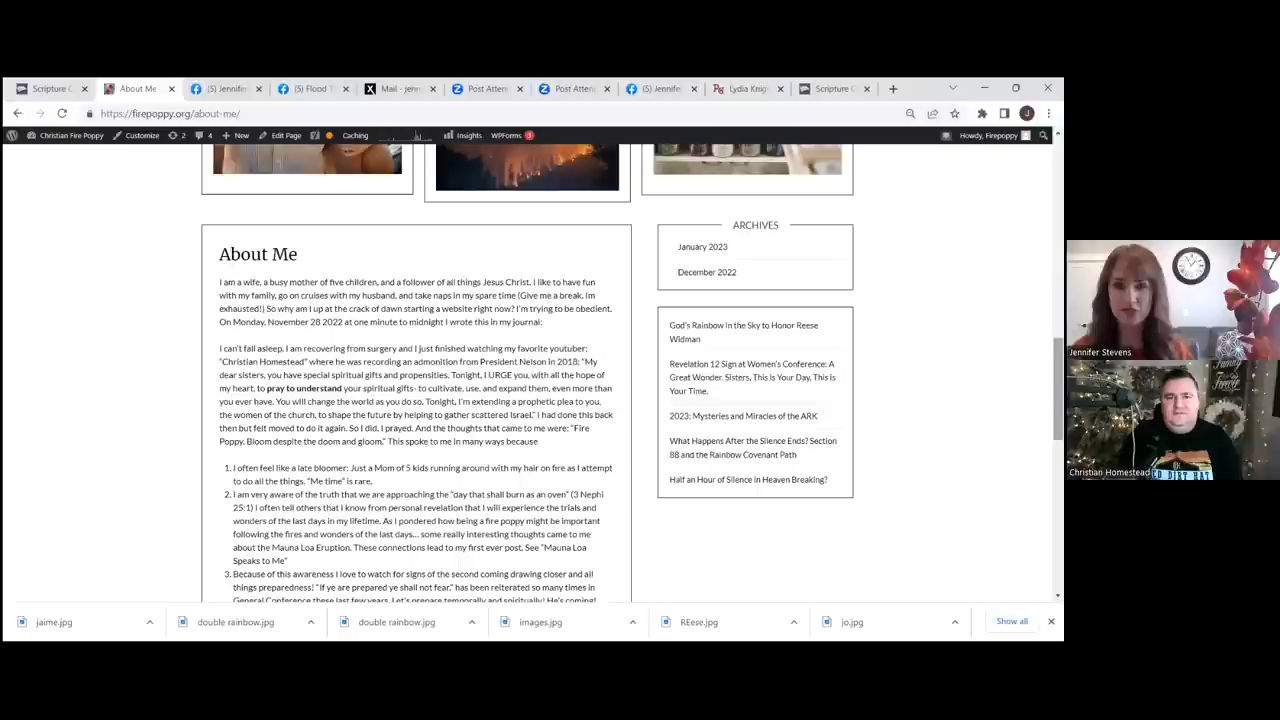 Scripture C
About Me
(5) Jennifer
(5) Flood T
Mail - jenn
Post Atten
Post Atten
(5) Jennifer
Lydia Knig
Scripture C
https://firepoppy.org/about-me/
Christian Fire Poppy
Customize
2
4
New
Edit Page
Caching
Insights
WPForms 3
Howdy, Firepoppy
About Me
I am a wife, a busy mother of five children, and a follower of all things Jesus Christ. I like to have fun
with my family, go on cruises with my husband, and take naps in my spare time (Give me a break. Im
exhausted!) So why am I up at the crack of dawn starting a website right now? I'm trying to be obedient.
On Monday, November 28 2022 at one minute to midnight I wrote this in my journal:
I can't fall asleep. I am recovering from surgery and I just finished watching my favorite youtuber:
"Christian Homestead" where he was recording an admonition from President Nelson in 2018: "My
dear sisters, you have special spiritual gifts and propensities. Tonight, I URGE you, with all the hope of
my heart, to pray to understand your spiritual gifts- to cultivate, use, and expand them, even more than
you ever have. You will change the world as you do so. Tonight, I'm extending a prophetic plea to you,
the women of the church, to shape the future by helping to gather scattered Israel." I had done this back
then but felt moved to do it again. So I did. I prayed. And the thoughts that came to me were: "Fire
Poppy. Bloom despite the doom and gloom." This spoke to me in many ways because
1. I often feel like a late bloomer: Just a Mom of 5 kids running around with my hair on fire as I attempt
to do all the things. "Me time" is rare.
2. I am very aware of the truth that we are approaching the "day that shall burn as an oven" (3 Nephi
25:1) I often tell others that I know from personal revelation that I will experience the trials and
wonders of the last days in my lifetime. As I pondered how being a fire poppy might be important
following the fires and wonders of the last days... some really interesting thoughts came to me
about the Mauna Loa Eruption. These connections lead to my first ever post. See "Mauna Loa
Speaks to Me"
3. Because of this awareness I love to watch for signs of the second coming drawing closer and all
things preparedness! "If ye are prepared ye shall not fear," has been reiterated so many times in
General Conference these last few years. Let's prepare temporally and spiritually! He's coming!
ARCHIVES
January 2023
December 2022
God's Rainbow in the Sky to Honor Reese
Widman
Revelation 12 Sign at Women's Conference: A
Great Wonder. Sisters, This Is Your Day, This is
Your Time.
2023: Mysteries and Miracles of the ARK
What Happens After the Silence Ends? Section
88 and the Rainbow Covenant Path
Half an Hour of Silence in Heaven Breaking?
jaime.jpg
double rainbow.jpg
double rainbow.jpg
images.jpg
REese.jpg
jo.jpg
Show all
Jennifer Stevens
Family
Forever
Christian Homestead